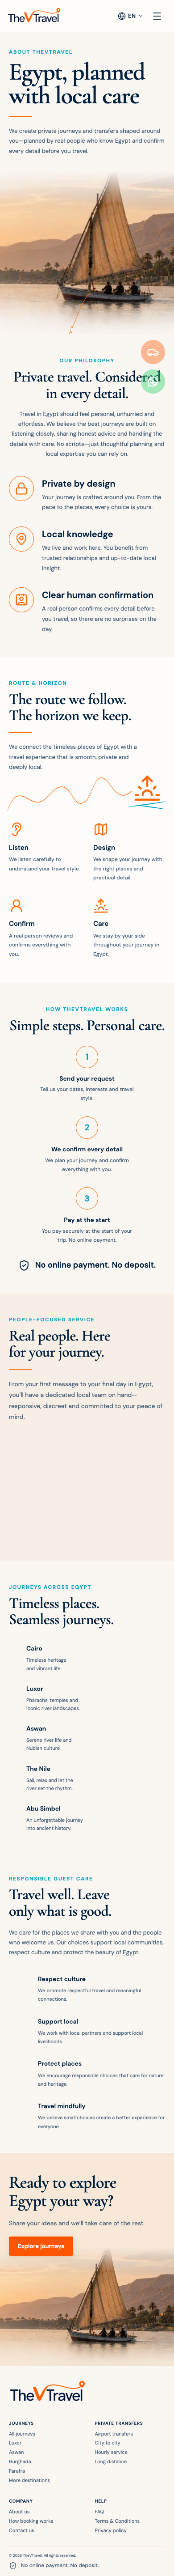 TheVTravel
EN
ABOUT THEVTRAVEL
Egypt, planned
with local care
We create private journeys and transfers shaped around
you—planned by real people who know Egypt and confirm
every detail before you travel.
OUR PHILOSOPHY
Private travel. Considered
in every detail.
Travel in Egypt should feel personal, unhurried and
effortless. We believe the best journeys are built on
listening closely, sharing honest advice and handling the
details with care. No scripts—just thoughtful planning and
local expertise you can rely on.
Private by design
Your journey is crafted around you. From the
pace to the places, every choice is yours.
Local knowledge
We live and work here. You benefit from
trusted relationships and up-to-date local
insight.
Clear human confirmation
A real person confirms every detail before
you travel, so there are no surprises on the
day.
ROUTE & HORIZON
The route we follow.
The horizon we keep.
We connect the timeless places of Egypt with a
travel experience that is smooth, private and
deeply local.
Listen
We listen carefully to
understand your travel style.
Design
We shape your journey with
the right places and
practical detail.
Confirm
A real person reviews and
confirms everything with
you.
Care
We stay by your side
throughout your journey in
Egypt.
HOW THEVTRAVEL WORKS
Simple steps. Personal care.
1
Send your request
Tell us your dates, interests and travel
style.
2
We confirm every detail
We plan your journey and confirm
everything with you.
3
Pay at the start
You pay securely at the start of your
trip. No online payment.
No online payment. No deposit.
PEOPLE-FOCUSED SERVICE
Real people. Here
for your journey.
From your first message to your final day in Egypt,
you'll have a dedicated local team on hand—
responsive, discreet and committed to your peace of
mind.
JOURNEYS ACROSS EGYPT
Timeless places.
Seamless journeys.
Cairo
Timeless heritage
and vibrant life.
Luxor
Pharaohs, temples and
iconic river landscapes.
Aswan
Serene river life and
Nubian culture.
The Nile
Sail, relax and let the
river set the rhythm.
Abu Simbel
An unforgettable journey
into ancient history.
RESPONSIBLE GUEST CARE
Travel well. Leave
only what is good.
We care for the places we share with you and the people
who welcome us. Our choices support local communities,
respect culture and protect the beauty of Egypt.
Respect culture
We promote respectful travel and meaningful
connections.
Support local
We work with local partners and support local
livelihoods.
Protect places
We encourage responsible choices that care for nature
and heritage.
Travel mindfully
We believe small choices create a better experience for
everyone.
Ready to explore
Egypt your way?
Share your ideas and we'll take care of the rest.
Explore journeys
TheVTravel
JOURNEYS
All journeys
Luxor
Aswan
Hurghada
Farafra
More destinations
PRIVATE TRANSFERS
Airport transfers
City to city
Hourly service
Long distance
COMPANY
About us
How booking works
Contact us
HELP
FAQ
Terms & Conditions
Privacy policy
© 2026 TheVTravel. All rights reserved.
No online payment. No deposit.